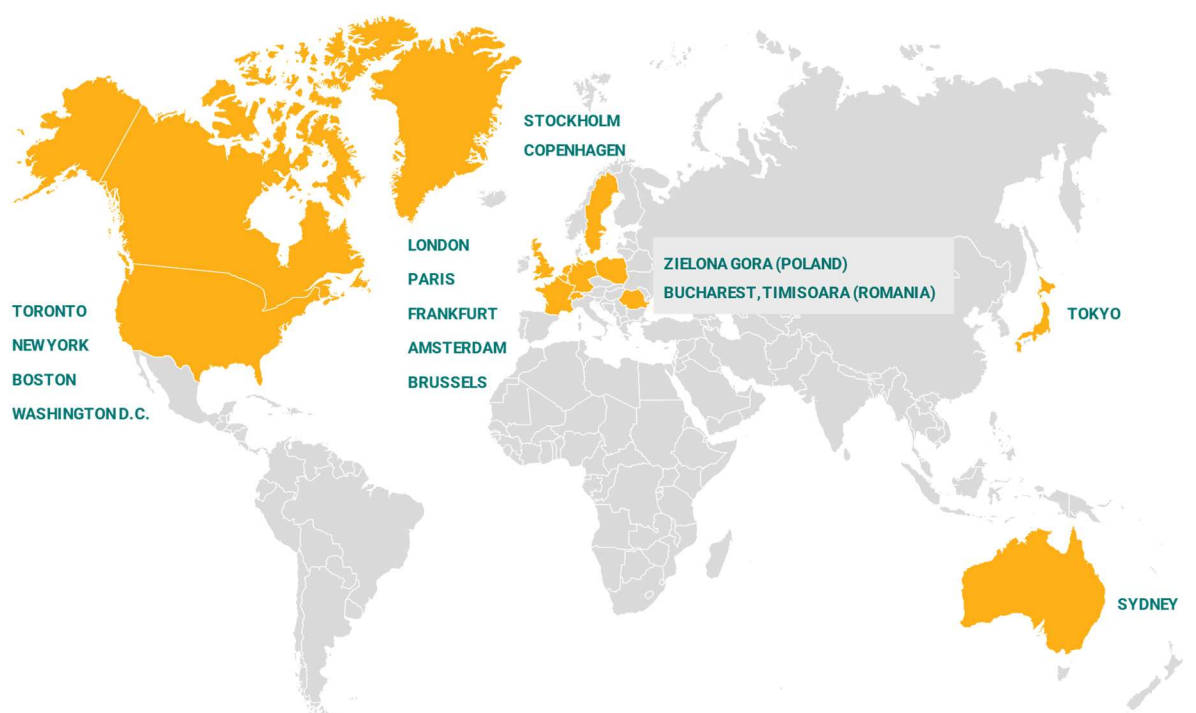 STOCKHOLM
COPENHAGEN
LONDON
PARIS
FRANKFURT
AMSTERDAM
BRUSSELS
ZIELONA GORA (POLAND)
BUCHAREST, TIMISOARA (ROMANIA)
TORONTO
NEW YORK
BOSTON
WASHINGTON D.C.
TOKYO
SYDNEY